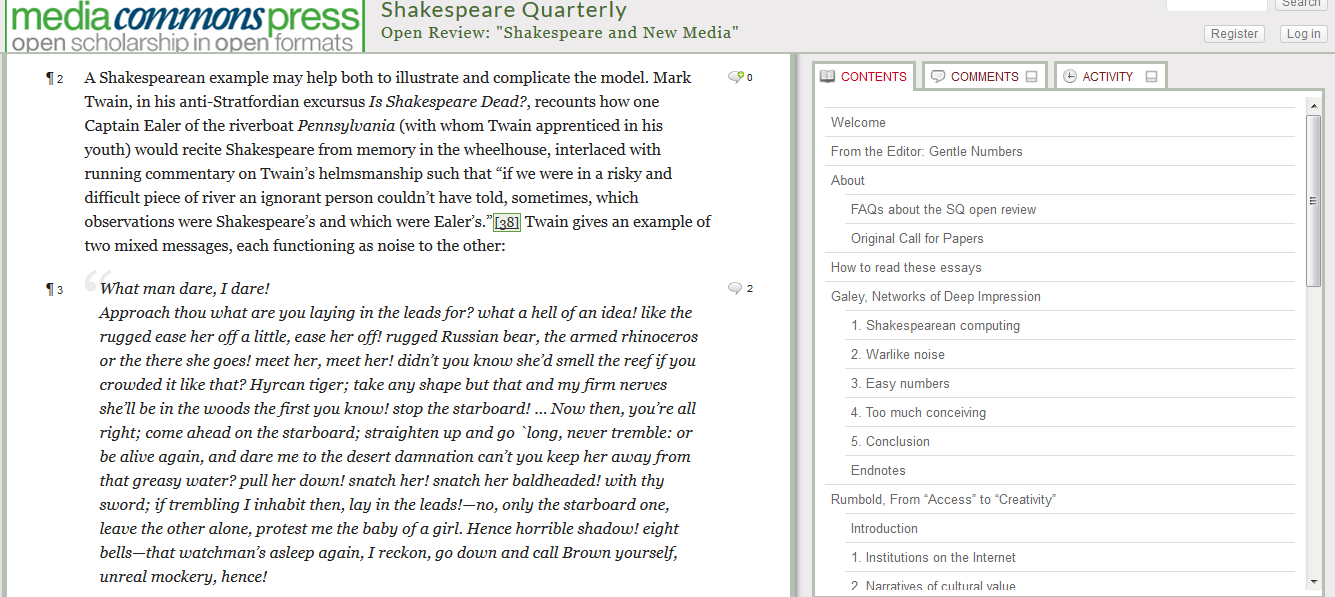 mediacommonspress
open scholarship in open formats
Shakespeare Quarterly
Open Review: "Shakespeare and New Media"
Search
Register
Log in
¶ 2
A Shakespearean example may help both to illustrate and complicate the model. Mark
Twain, in his anti-Stratfordian excursus Is Shakespeare Dead?, recounts how one
Captain Ealer of the riverboat Pennsylvania (with whom Twain apprenticed in his
youth) would recite Shakespeare from memory in the wheelhouse, interlaced with
running commentary on Twain’s helmsmanship such that “if we were in a risky and
difficult piece of river an ignorant person couldn’t have told, sometimes, which
observations were Shakespeare’s and which were Ealer’s.”[38] Twain gives an example of
two mixed messages, each functioning as noise to the other:
0
¶ 3
“What man dare, I dare!
Approach thou what are you laying in the leads for? what a hell of an idea! like the
rugged ease her off a little, ease her off! rugged Russian bear, the armed rhinoceros
or the there she goes! meet her, meet her! didn’t you know she’d smell the reef if you
crowded it like that? Hyrcan tiger; take any shape but that and my firm nerves
she’ll be in the woods the first you know! stop the starboard! ... Now then, you’re all
right; come ahead on the starboard; straighten up and go `long, never tremble: or
be alive again, and dare me to the desert damnation can’t you keep her away from
that greasy water? pull her down! snatch her! snatch her baldheaded! with thy
sword; if trembling I inhabit then, lay in the leads!—no, only the starboard one,
leave the other alone, protest me the baby of a girl. Hence horrible shadow! eight
bells—that watchman’s asleep again, I reckon, go down and call Brown yourself,
unreal mockery, hence!
2
CONTENTS
COMMENTS
ACTIVITY
Welcome
From the Editor: Gentle Numbers
About
FAQs about the SQ open review
Original Call for Papers
How to read these essays
Galey, Networks of Deep Impression
1. Shakespearean computing
2. Warlike noise
3. Easy numbers
4. Too much conceiving
5. Conclusion
Endnotes
Rumbold, From “Access” to “Creativity”
Introduction
1. Institutions on the Internet
2. Narratives of cultural value